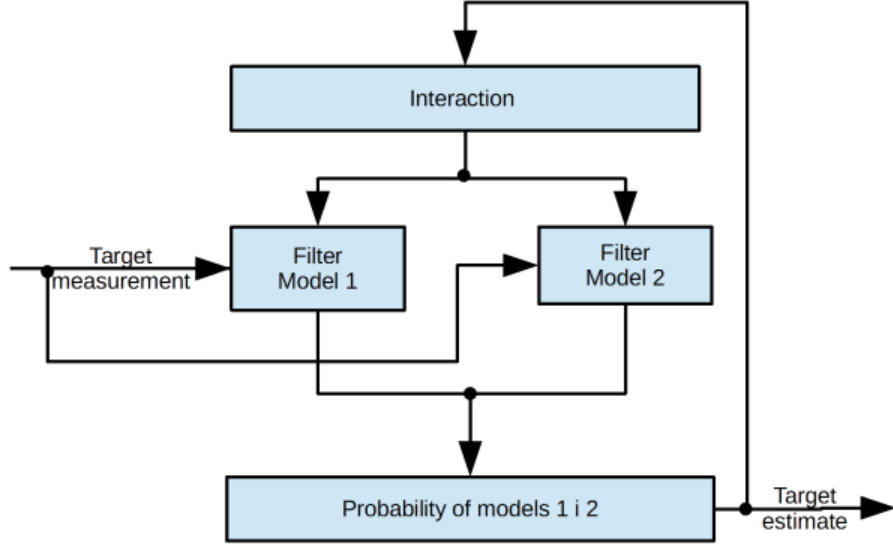 Interaction
Filter
Model 1
Filter
Model 2
Target
measurement
Probability of models 1 i 2
Target
estimate